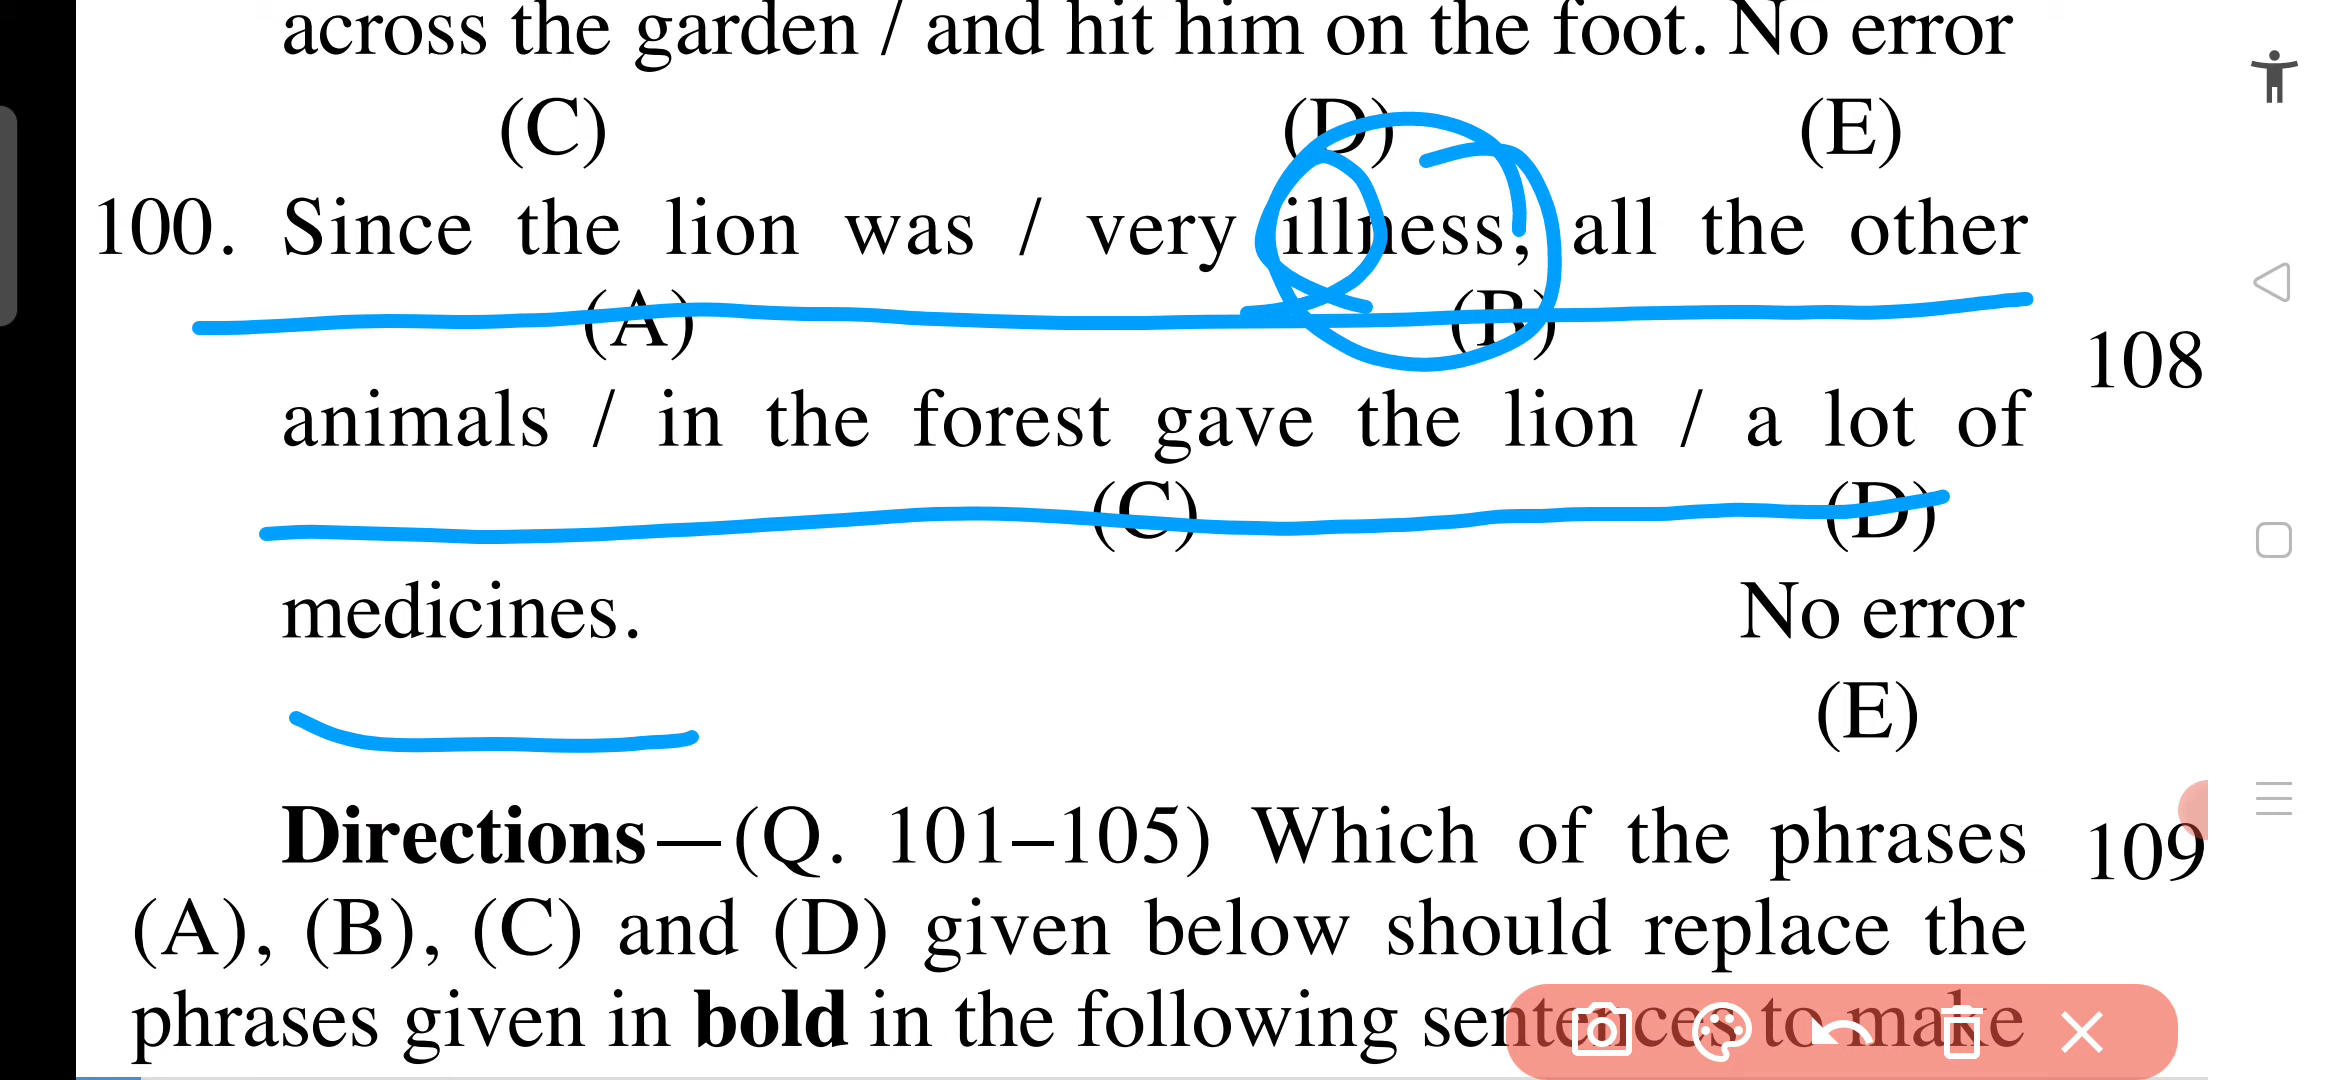 across the garden / and hit him on the foot. No error
(C) (D) (E)
100. Since the lion was / very illness, all the other
(A) (B)
108
animals / in the forest gave the lion / a lot of
(C) (D)
medicines. No error
(E)
Directions—(Q. 101–105) Which of the phrases
109
(A), (B), (C) and (D) given below should replace the
phrases given in bold in the following sentences to make